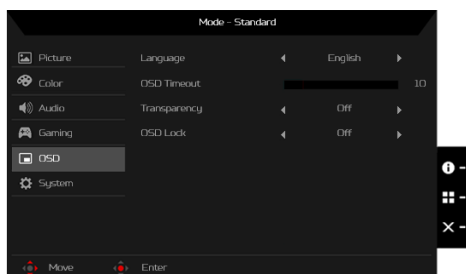 Mode - Standard
Picture
Language English
Color
OSD Timeout 10
Audio
Transparency Off
Gaming
OSD Lock Off
OSD
System
Move Enter